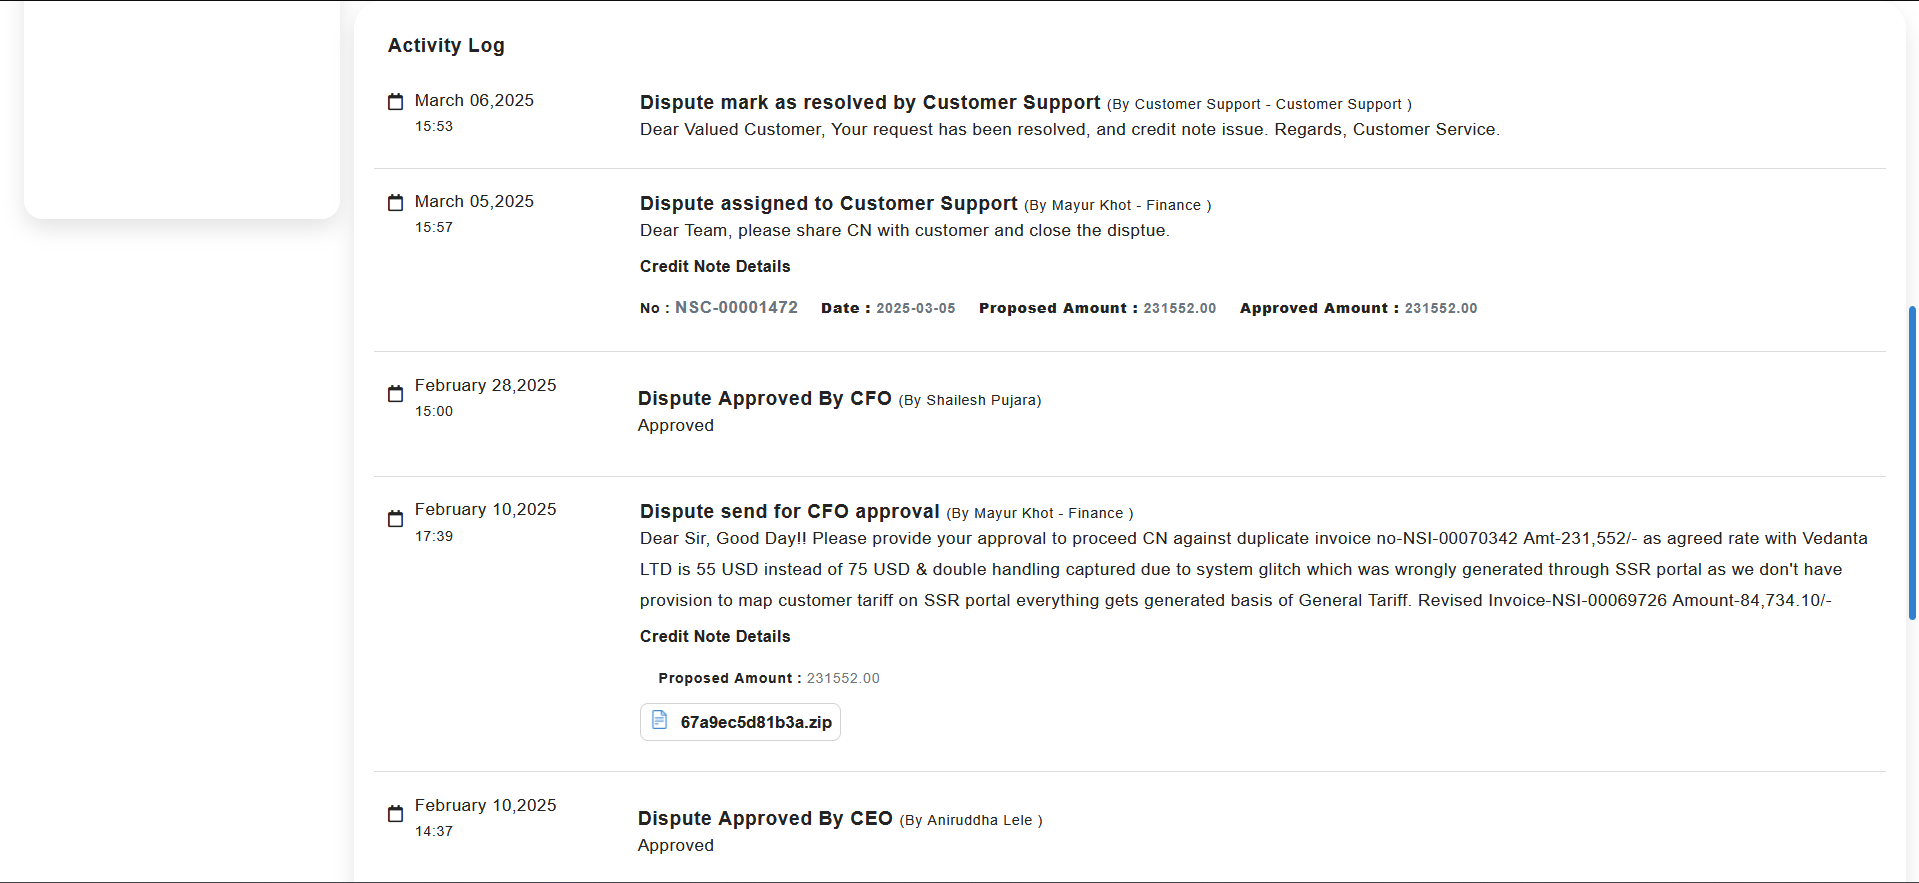 Activity Log
March 06,2025
15:53
Dispute mark as resolved by Customer Support (By Customer Support - Customer Support )
Dear Valued Customer, Your request has been resolved, and credit note issue. Regards, Customer Service.
March 05,2025
15:57
Dispute assigned to Customer Support (By Mayur Khot - Finance )
Dear Team, please share CN with customer and close the disptue.
Credit Note Details
No : NSC-00001472 Date : 2025-03-05 Proposed Amount : 231552.00 Approved Amount : 231552.00
February 28,2025
15:00
Dispute Approved By CFO (By Shailesh Pujara)
Approved
February 10,2025
17:39
Dispute send for CFO approval (By Mayur Khot - Finance )
Dear Sir, Good Day!! Please provide your approval to proceed CN against duplicate invoice no-NSI-00070342 Amt-231,552/- as agreed rate with Vedanta
LTD is 55 USD instead of 75 USD & double handling captured due to system glitch which was wrongly generated through SSR portal as we don't have
provision to map customer tariff on SSR portal everything gets generated basis of General Tariff. Revised Invoice-NSI-00069726 Amount-84,734.10/-
Credit Note Details
Proposed Amount : 231552.00
67a9ec5d81b3a.zip
February 10,2025
14:37
Dispute Approved By CEO (By Aniruddha Lele )
Approved